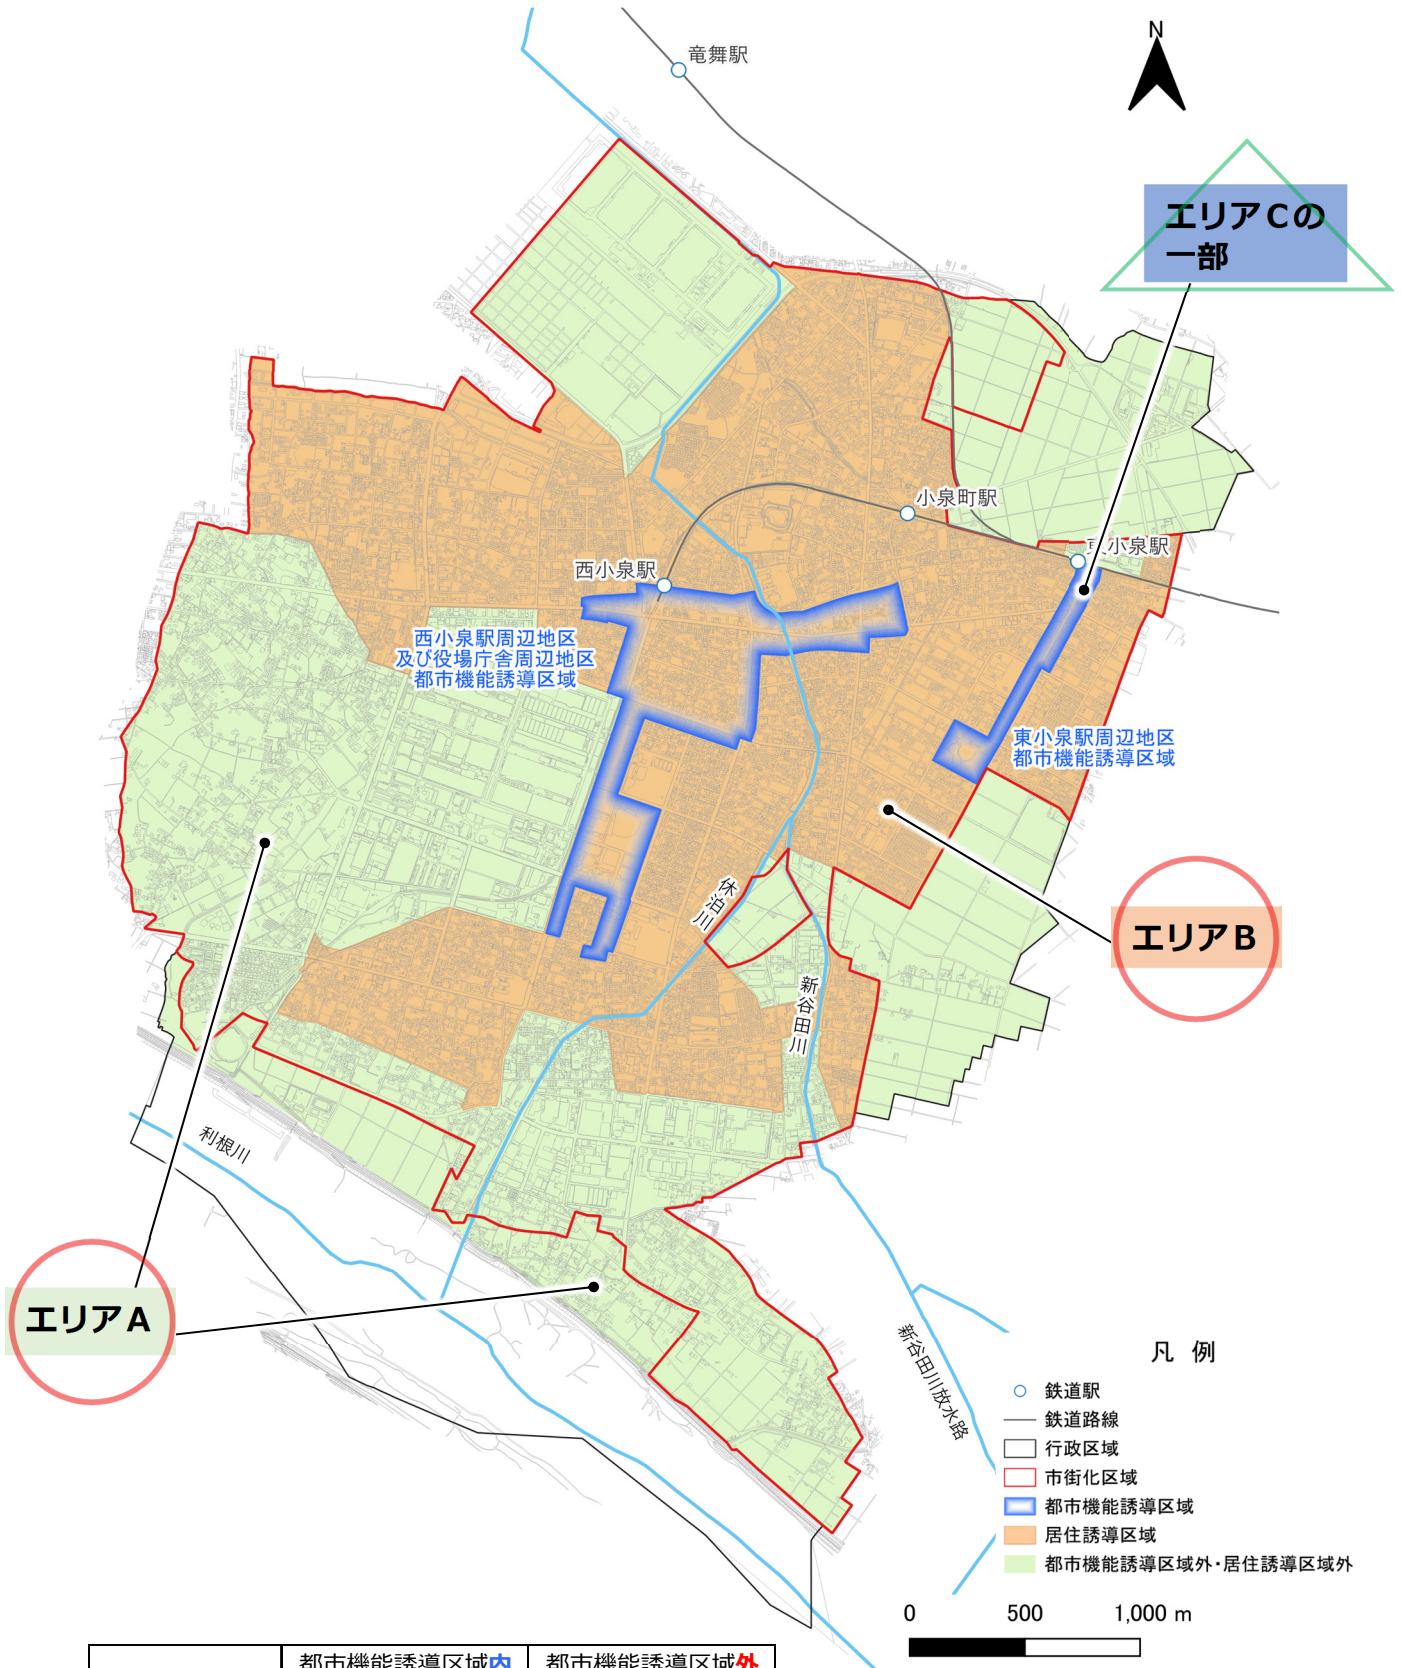 竜舞駅
N
エリアCの
一部
小泉町駅
東小泉駅
西小泉駅
西小泉駅周辺地区
及び役場庁舎周辺地区
都市機能誘導区域
東小泉駅周辺地区
都市機能誘導区域
休泊川
エリアB
新谷田川
利根川
エリアA
新谷田川放水路
凡 例
鉄道駅
鉄道路線
行政区域
市街化区域
都市機能誘導区域
居住誘導区域
都市機能誘導区域外・居住誘導区域外
0 500 1,000 m
都市機能誘導区域内 都市機能誘導区域外